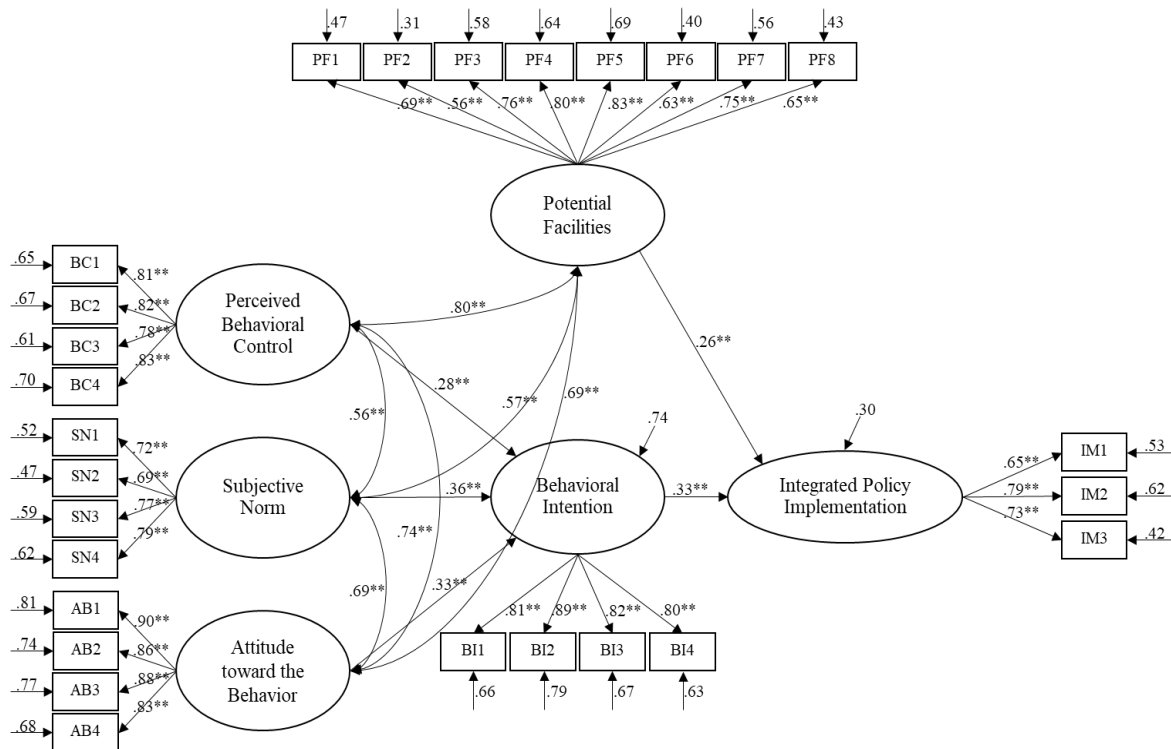 .47 .31 .58 .64 .69 .40 .56 .43
PF1 PF2 PF3 PF4 PF5 PF6 PF7 PF8
.69** .56** .76** .80** .83** .63** .75** .65**
Potential
Facilities
.65 BC1 .81**
.67 BC2 .82**
.61 BC3 .78**
.70 BC4 .83**
Perceived
Behavioral
Control
.80**
.26**
.28**
.57**
.69**
.56**
.74
.30
.52 SN1 .72**
.47 SN2 .69**
.59 SN3 .77**
.62 SN4 .79**
Subjective
Norm
.36**
Behavioral
Intention
.33**
Integrated Policy
Implementation
.65** IM1 .53
.79** IM2 .62
.73** IM3 .42
.74**
.69**
.33**
.81 AB1 .90**
.74 AB2 .86**
.77 AB3 .88**
.68 AB4 .83**
Attitude
toward the
Behavior
.81** .89** .82** .80**
BI1 BI2 BI3 BI4
.66 .79 .67 .63